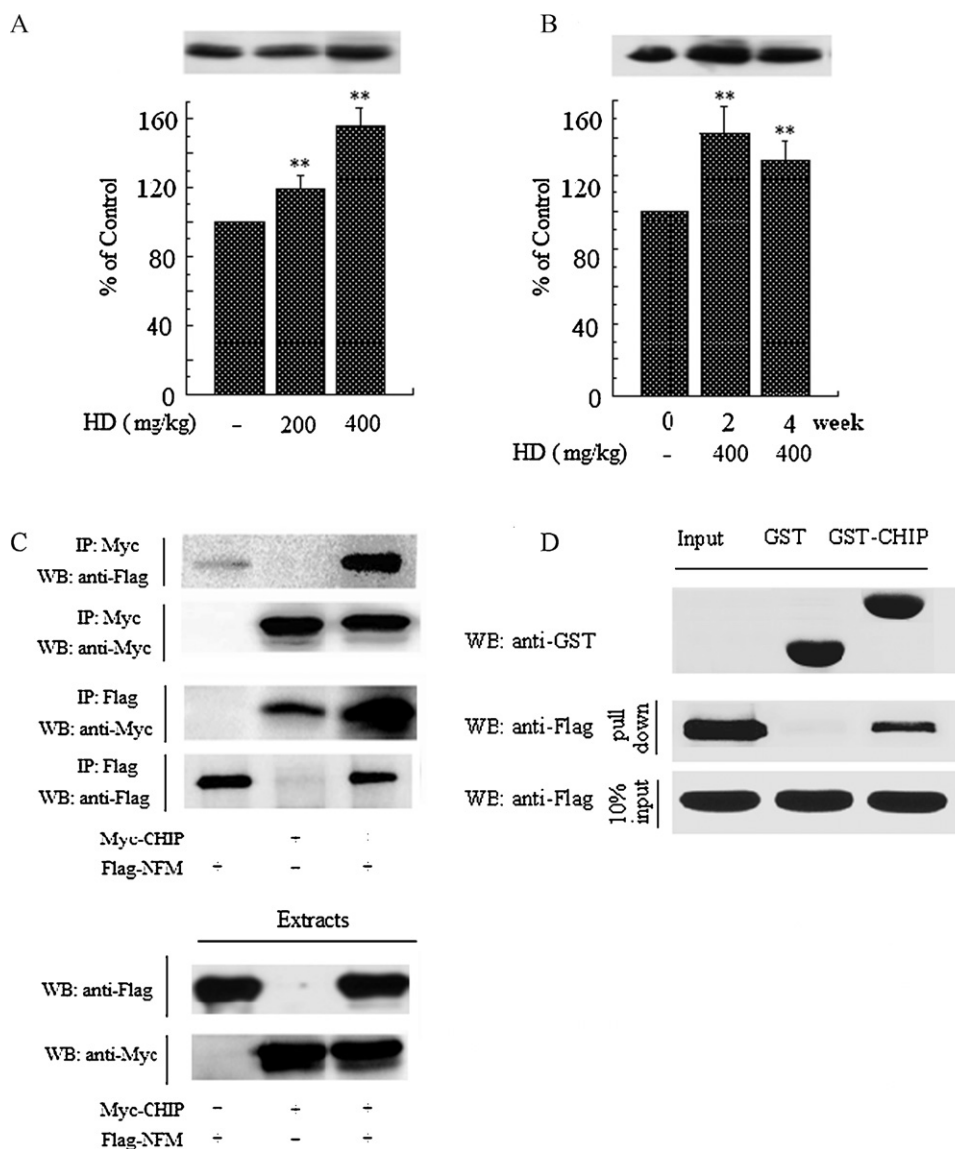 A
**
**
160
120
80
40
0
% of Control
HD (mg/kg)
-
200
400
B
**
**
160
120
80
40
0
% of Control
0
2
4
week
HD (mg/kg)
-
400
400
C
IP: Myc
WB: anti-Flag
IP: Myc
WB: anti-Myc
IP: Flag
WB: anti-Myc
IP: Flag
WB: anti-Flag
Myc-CHIP
+
Flag-NFM
+
-
+
Extracts
WB: anti-Flag
WB: anti-Myc
Myc-CHIP
-
+
+
Flag-NFM
+
-
+
D
Input
GST
GST-CHIP
WB: anti-GST
WB: anti-Flag
pull
down
WB: anti-Flag
10%
input